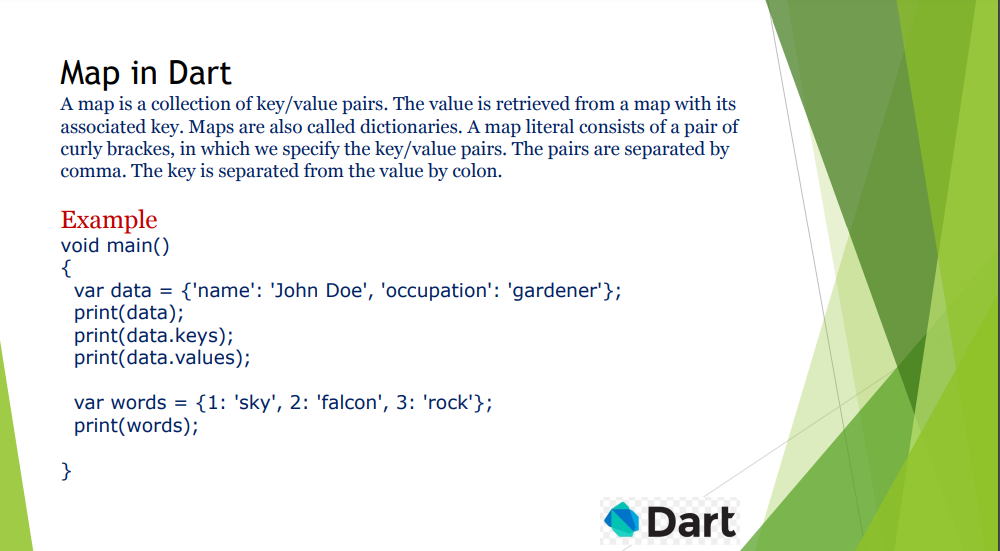 Map in Dart
A map is a collection of key/value pairs. The value is retrieved from a map with its
associated key. Maps are also called dictionaries. A map literal consists of a pair of
curly brackes, in which we specify the key/value pairs. The pairs are separated by
comma. The key is separated from the value by colon.
Example
void main()
{
var data = {'name': 'John Doe', 'occupation': 'gardener'};
print(data);
print(data.keys);
print(data.values);
var words = {1: 'sky', 2: 'falcon', 3: 'rock'};
print(words);
}
Dart